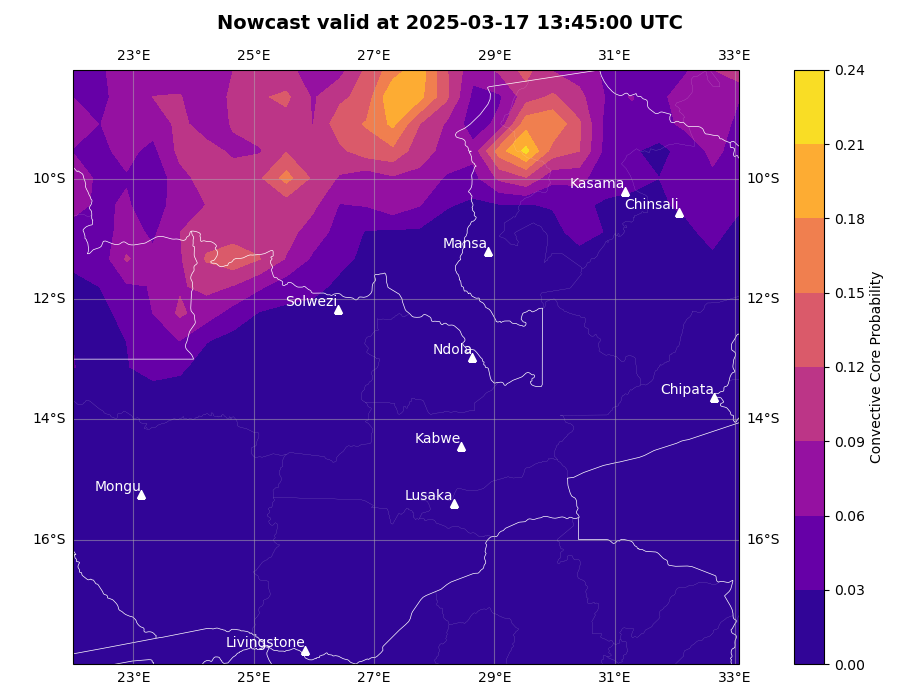 Nowcast valid at 2025-03-17 13:45:00 UTC
23°E 25°E 27°E 29°E 31°E 33°E
0.24
0.21
10°S 10°S
Kasama
Chinsali
0.18
Mansa
0.15
12°S 12°S
Solwezi
Ndola
0.12
Chipata
14°S 14°S
Kabwe
0.09
Convective Core Probability
Mongu
Lusaka
0.06
16°S 16°S
0.03
Livingstone
0.00
23°E 25°E 27°E 29°E 31°E 33°E